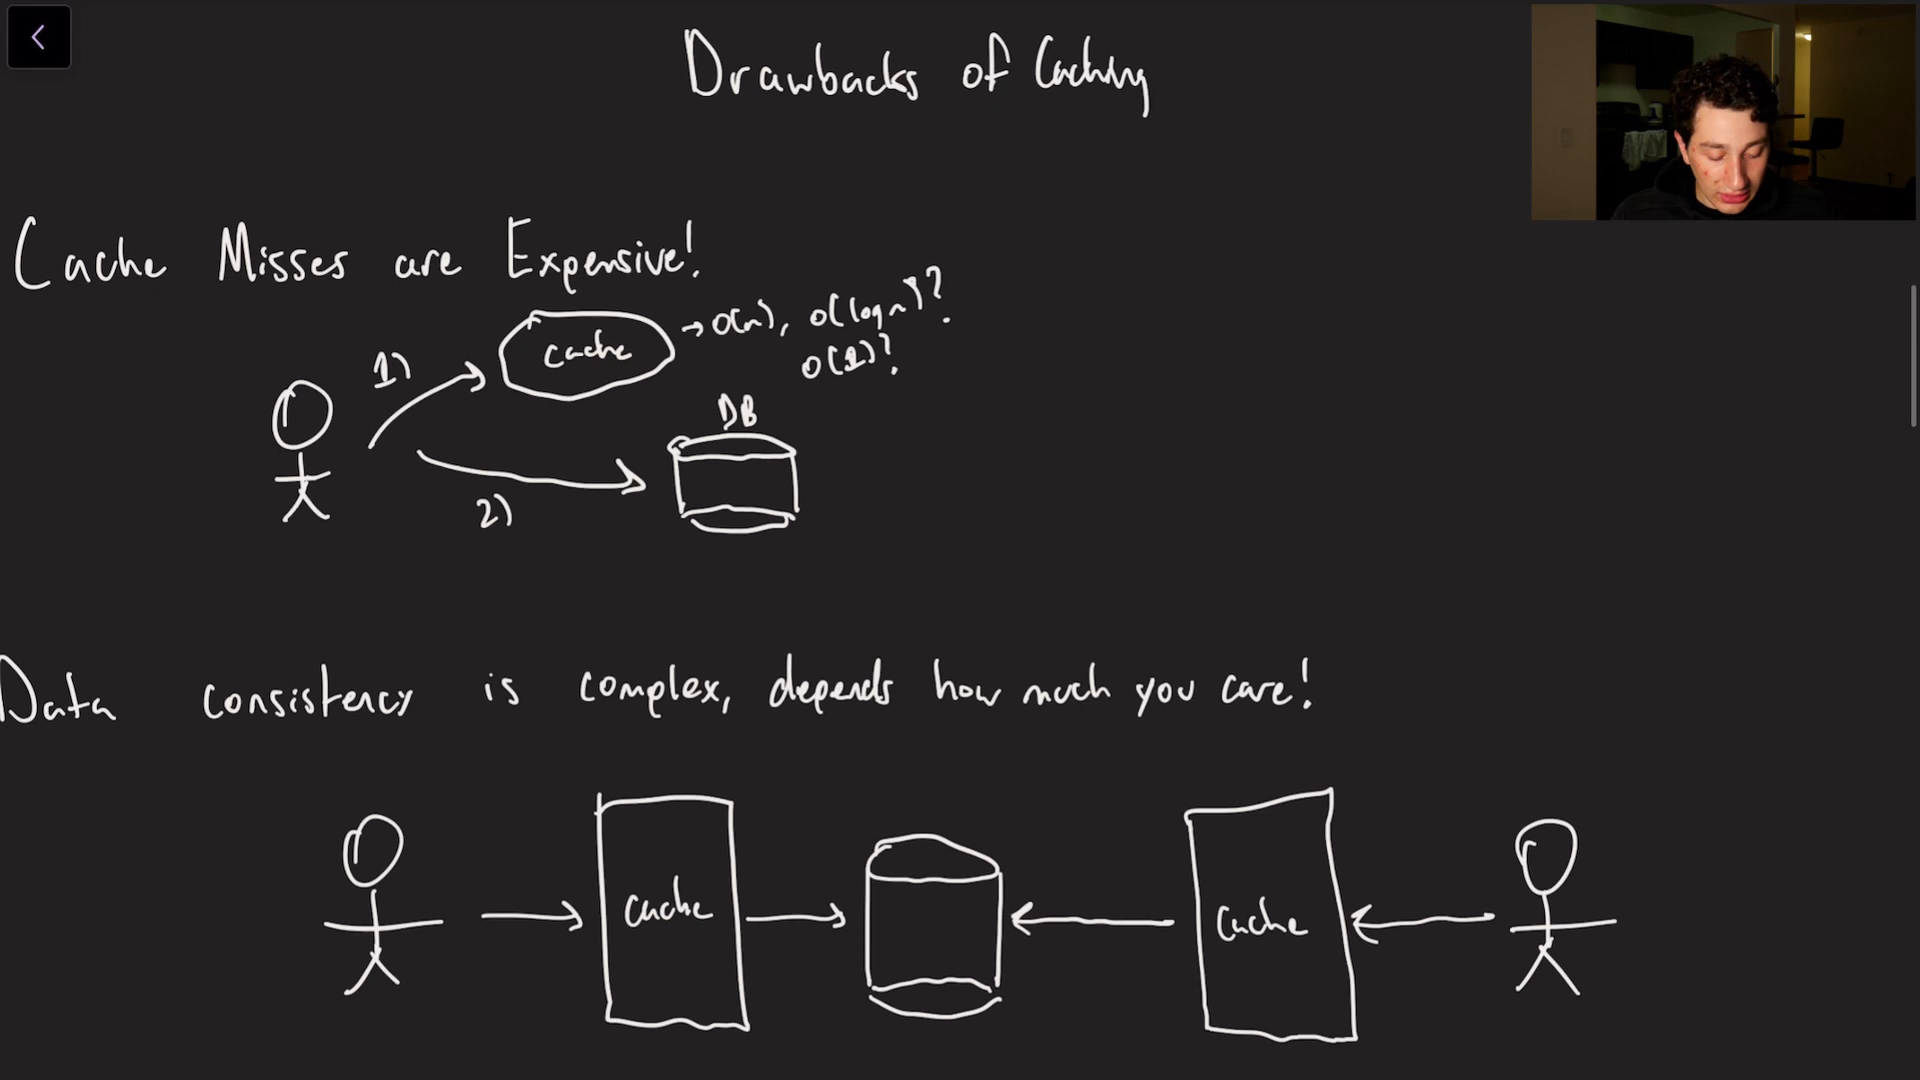 Drawbacks of Caching
Cache Misses are Expensive!
1)
cache
→ O(n), O(log n)?
O(1)?
DB
2)
Data consistency is complex, depends how much you care!
cache
cache